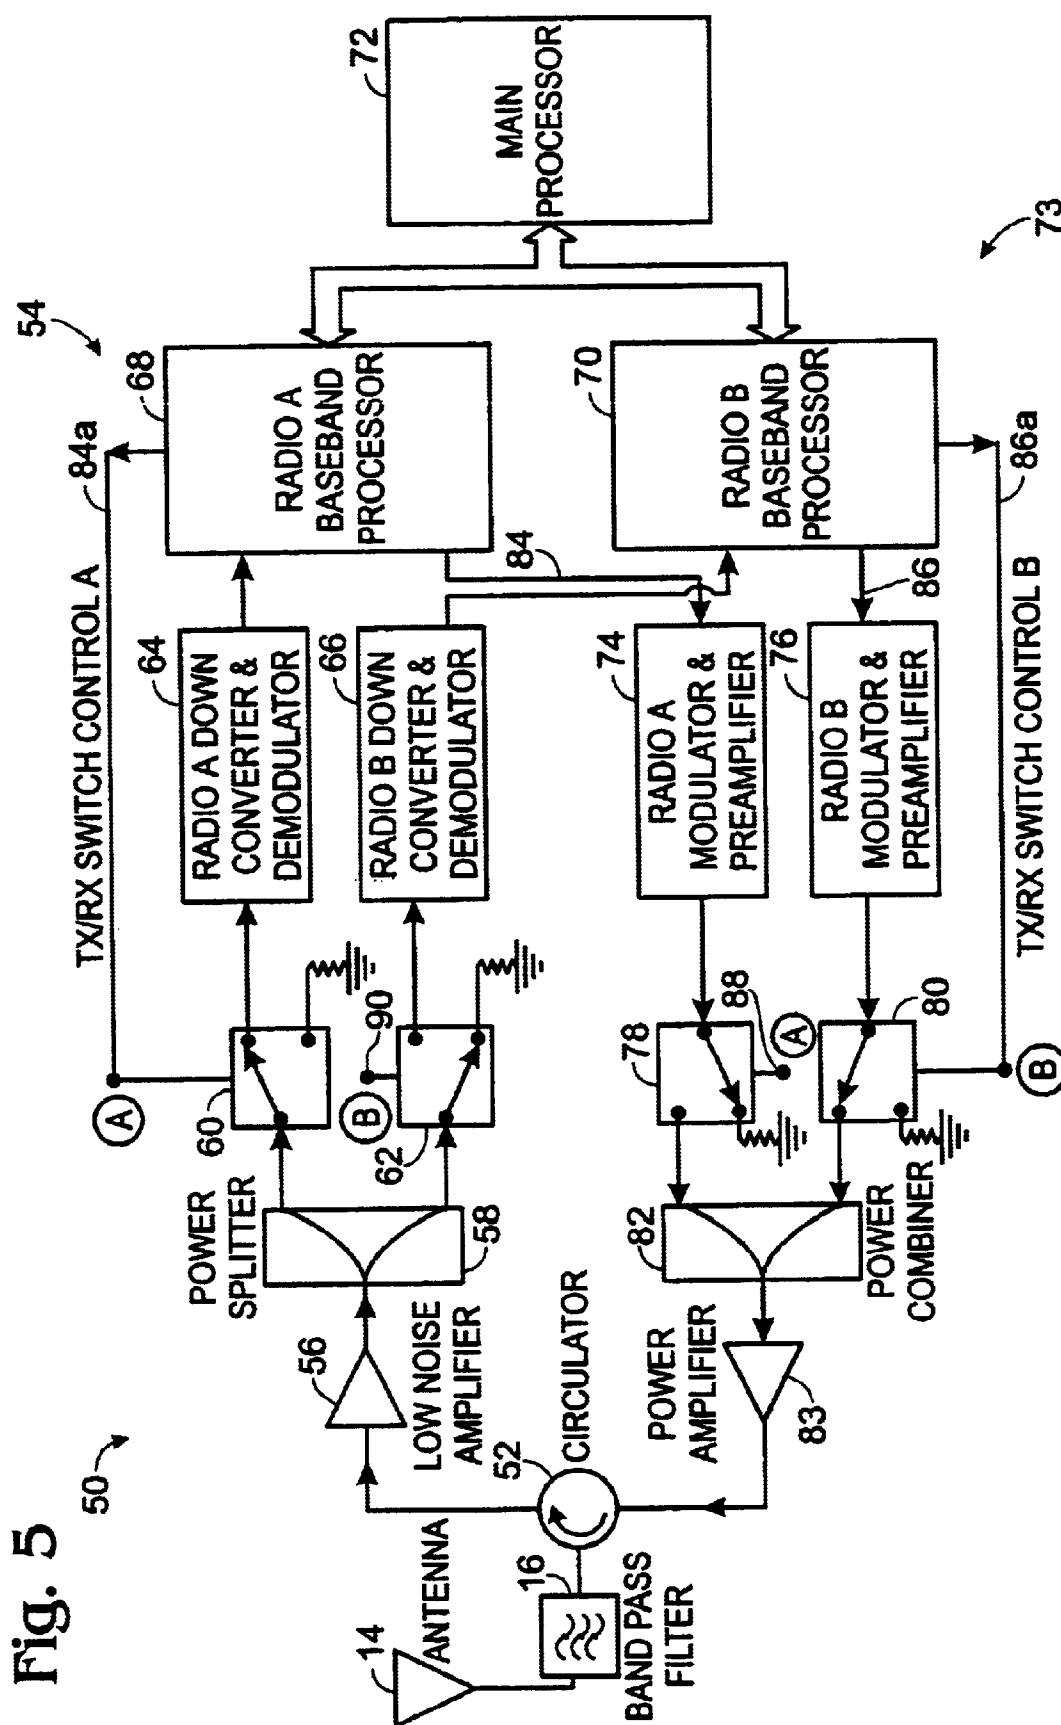 Fig. 5
50
14
ANTENNA
16
BAND PASS
FILTER
52
CIRCULATOR
56
LOW NOISE
AMPLIFIER
POWER
SPLITTER
58
A
60
TX/RX SWITCH CONTROL A
84a
B
90
62
64
RADIO A DOWN
CONVERTER &
DEMODULATOR
66
RADIO B DOWN
CONVERTER &
DEMODULATOR
54
68
RADIO A
BASEBAND
PROCESSOR
72
MAIN
PROCESSOR
73
70
RADIO B
BASEBAND
PROCESSOR
84
86
86a
74
RADIO A
MODULATOR &
PREAMPLIFIER
76
RADIO B
MODULATOR &
PREAMPLIFIER
78
88
A
80
B
TX/RX SWITCH CONTROL B
82
POWER
COMBINER
POWER
AMPLIFIER
83